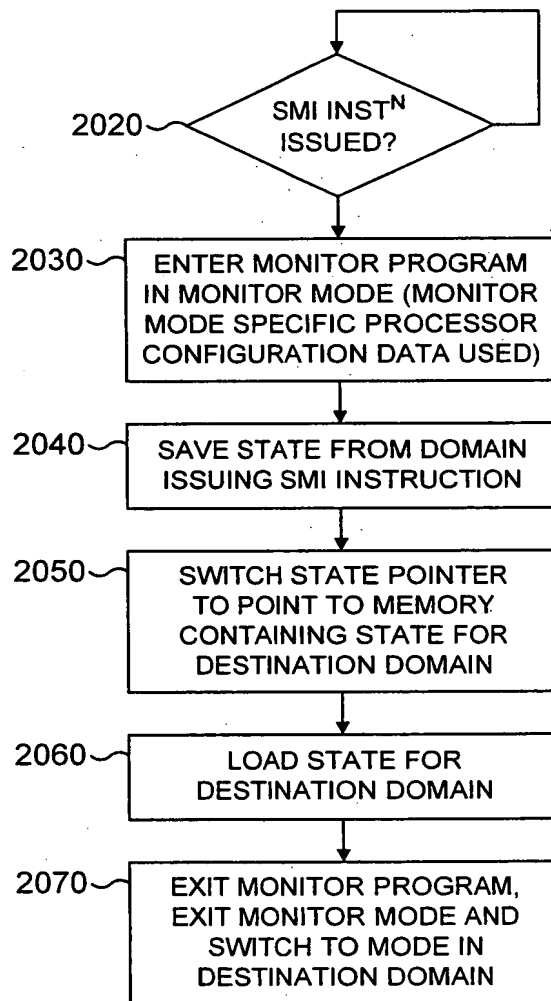 2020
SMI INSTᴺ
ISSUED?
2030
ENTER MONITOR PROGRAM
IN MONITOR MODE (MONITOR
MODE SPECIFIC PROCESSOR
CONFIGURATION DATA USED)
2040
SAVE STATE FROM DOMAIN
ISSUING SMI INSTRUCTION
2050
SWITCH STATE POINTER
TO POINT TO MEMORY
CONTAINING STATE FOR
DESTINATION DOMAIN
2060
LOAD STATE FOR
DESTINATION DOMAIN
2070
EXIT MONITOR PROGRAM,
EXIT MONITOR MODE AND
SWITCH TO MODE IN
DESTINATION DOMAIN